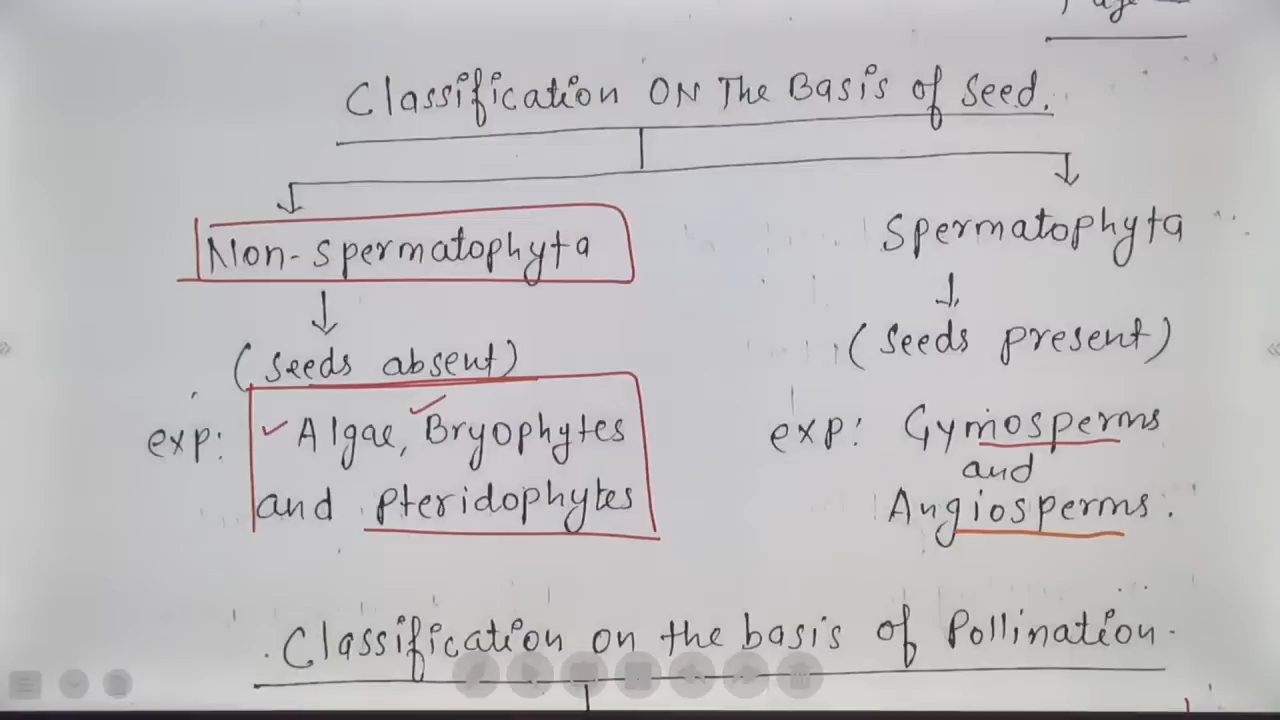 Page
Classification ON The Basis of Seed.
Non-spermatophyta
Spermatophyta
(seeds absent)
(seeds present)
exp: Algae, Bryophytes
and pteridophytes
exp: Gymnosperms
and
Angiosperms.
Classification on the basis of Pollination.